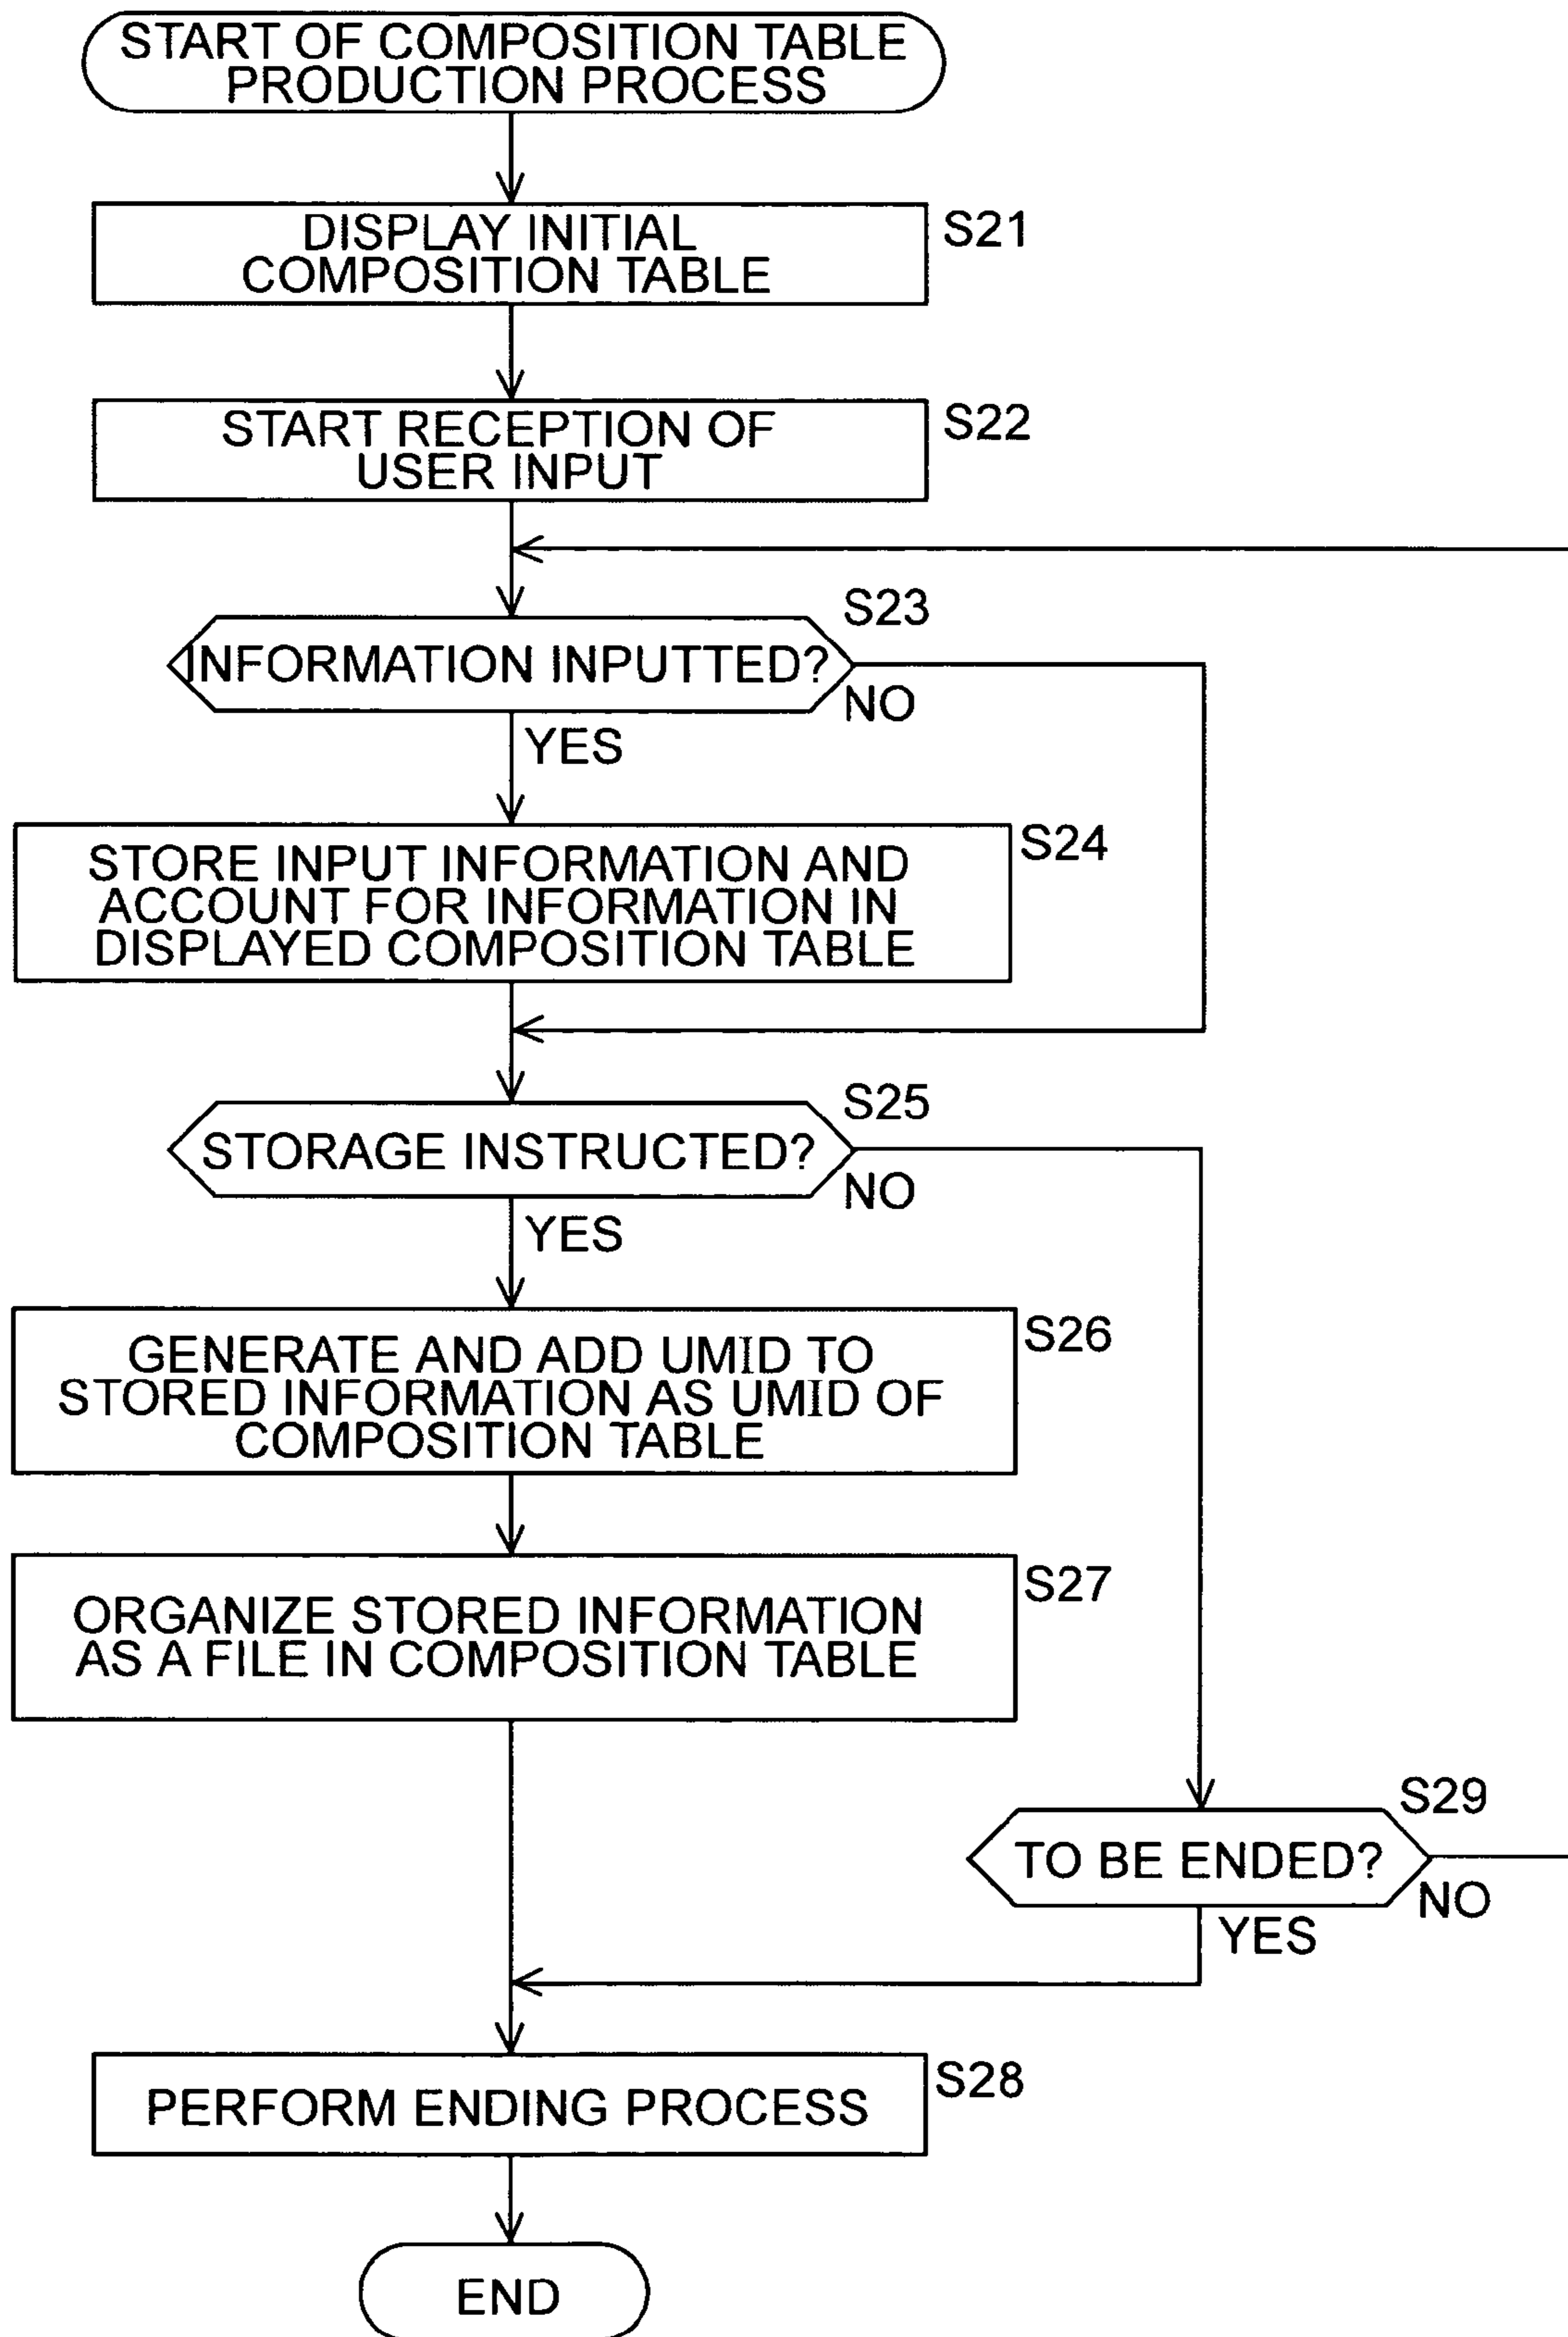 START OF COMPOSITION TABLE
PRODUCTION PROCESS
DISPLAY INITIAL
COMPOSITION TABLE
S21
START RECEPTION OF
USER INPUT
S22
S23
INFORMATION INPUTTED?
NO
YES
STORE INPUT INFORMATION AND
ACCOUNT FOR INFORMATION IN
DISPLAYED COMPOSITION TABLE
S24
S25
STORAGE INSTRUCTED?
NO
YES
GENERATE AND ADD UMID TO
STORED INFORMATION AS UMID OF
COMPOSITION TABLE
S26
ORGANIZE STORED INFORMATION
AS A FILE IN COMPOSITION TABLE
S27
S29
TO BE ENDED?
NO
YES
PERFORM ENDING PROCESS
S28
END